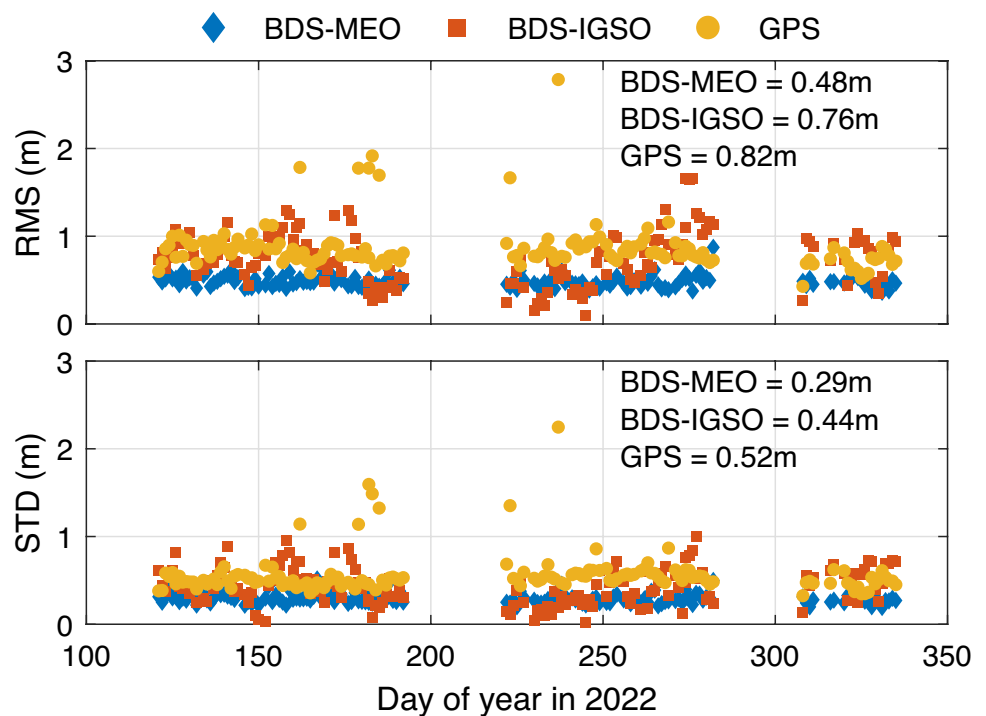 BDS-MEO BDS-IGSO GPS
3
2
1
0
RMS (m)
BDS-MEO = 0.48m
BDS-IGSO = 0.76m
GPS = 0.82m
3
2
1
0
STD (m)
BDS-MEO = 0.29m
BDS-IGSO = 0.44m
GPS = 0.52m
100 150 200 250 300 350
Day of year in 2022